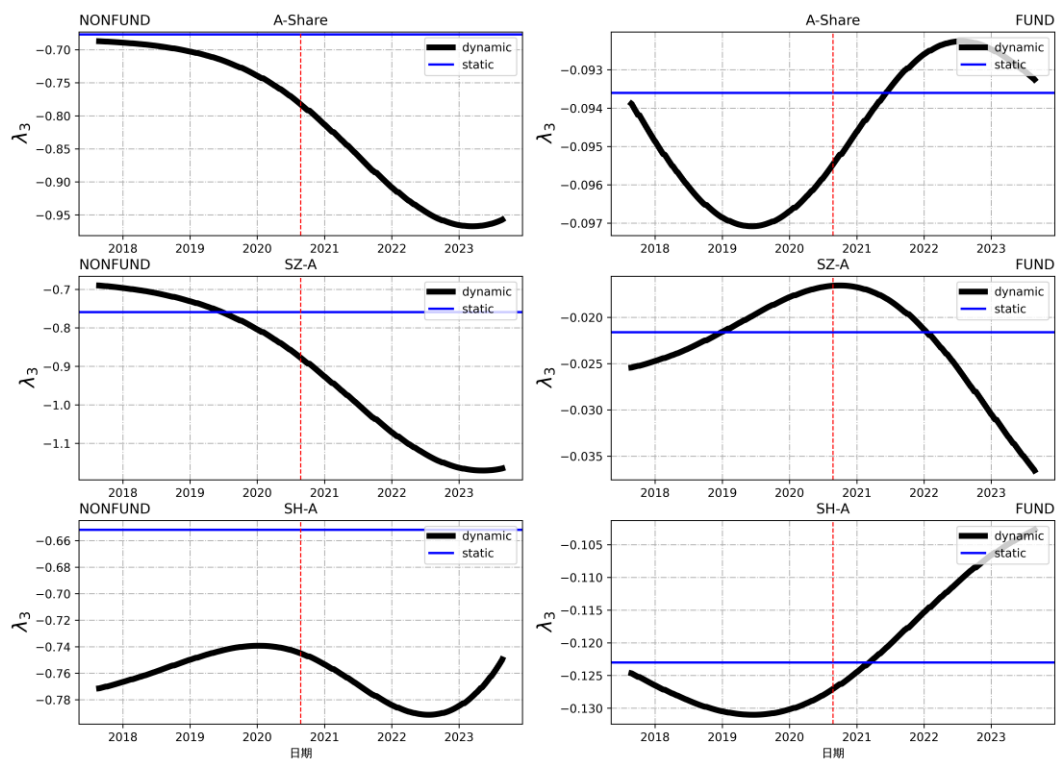 NONFUND A-Share
−0.70
−0.75
−0.80
−0.85
−0.90
−0.95
λ3
dynamic
static
2018 2019 2020 2021 2022 2023
A-Share FUND
−0.093
−0.094
−0.095
−0.096
−0.097
λ3
dynamic
static
2018 2019 2020 2021 2022 2023
NONFUND SZ-A
−0.7
−0.8
−0.9
−1.0
−1.1
λ3
dynamic
static
2018 2019 2020 2021 2022 2023
SZ-A FUND
−0.020
−0.025
−0.030
−0.035
λ3
dynamic
static
2018 2019 2020 2021 2022 2023
NONFUND SH-A
−0.66
−0.68
−0.70
−0.72
−0.74
−0.76
−0.78
λ3
dynamic
static
2018 2019 2020 2021 2022 2023
日期
SH-A FUND
−0.105
−0.110
−0.115
−0.120
−0.125
−0.130
λ3
dynamic
static
2018 2019 2020 2021 2022 2023
日期